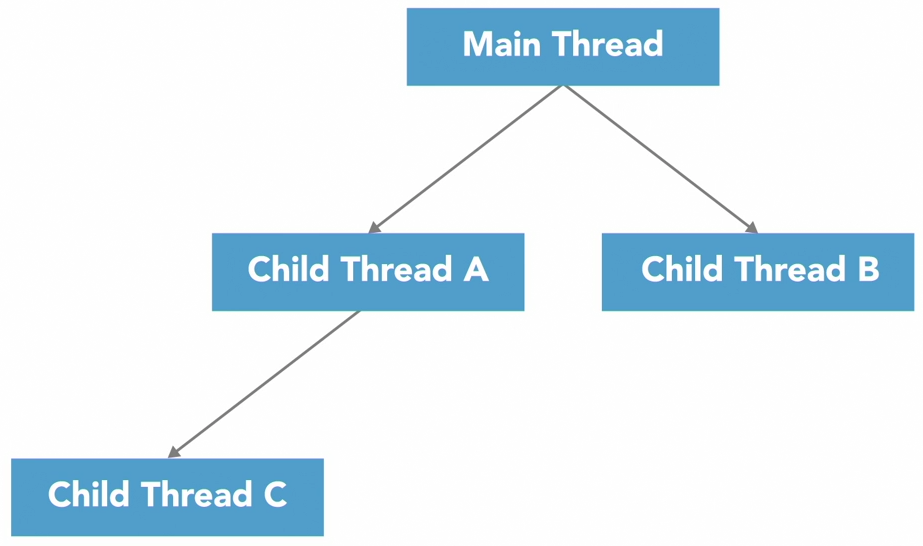 Main Thread
Child Thread A
Child Thread B
Child Thread C